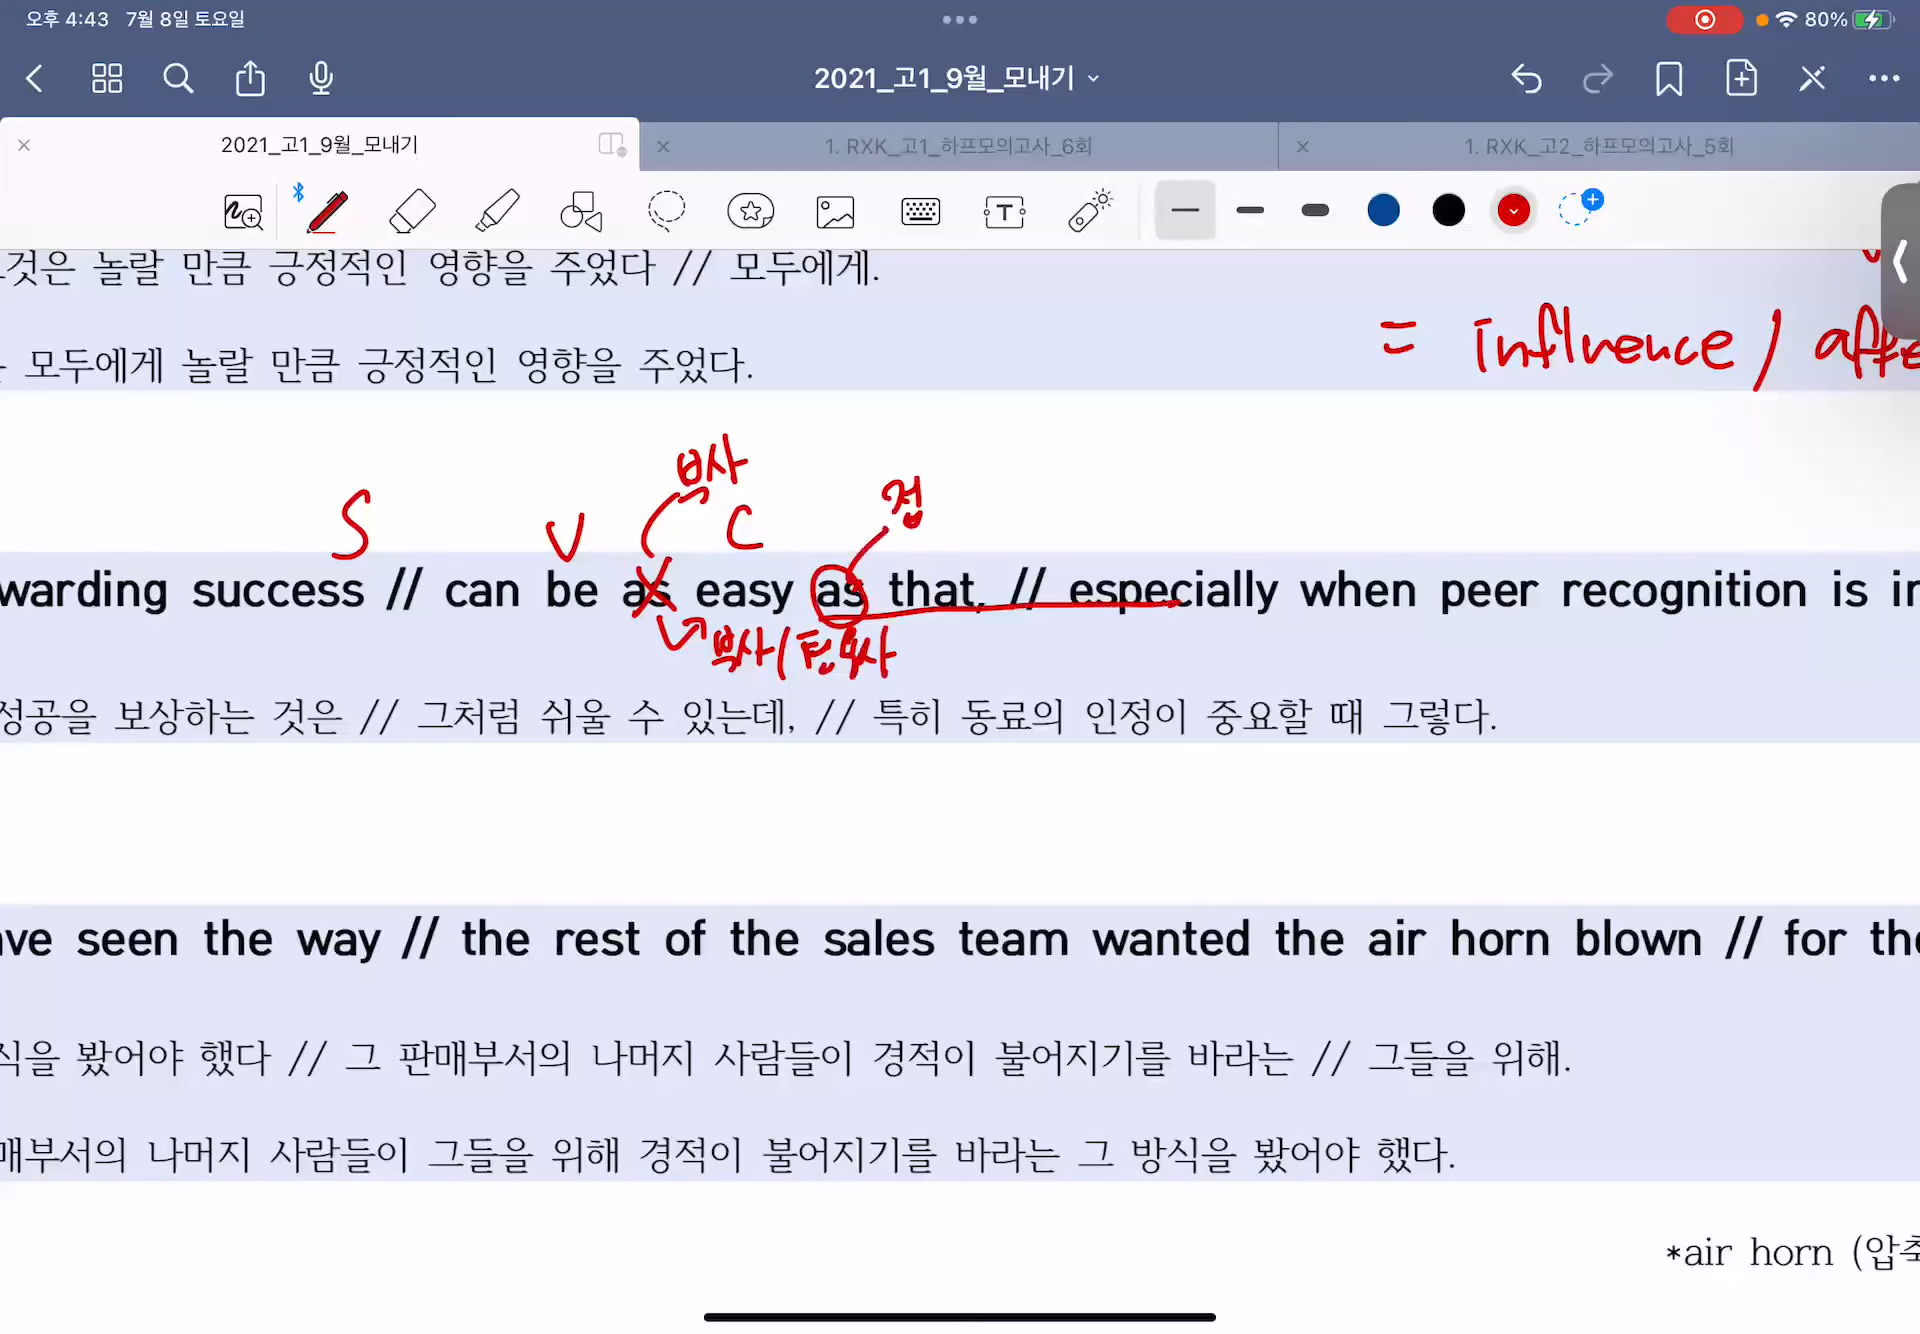 오후 4:43 7월 8일 토요일
80%
2021_고1_9월_모내기
2021_고1_9월_모내기
1. RXK_고1_하프모의고사_6회
1. RXK_고2_하프모의고사_5회
것은 놀랄 만큼 긍정적인 영향을 주었다 // 모두에게.
= influence /
모두에게 놀랄 만큼 긍정적인 영향을 주었다.
부사
S V C 접
warding success // can be as easy as that, // especially when peer recognition is
부사/형용사
성공을 보상하는 것은 // 그처럼 쉬울 수 있는데, // 특히 동료의 인정이 중요할 때 그렇다.
ve seen the way // the rest of the sales team wanted the air horn blown // for
식을 봤어야 했다 // 그 판매부서의 나머지 사람들이 경적이 불어지기를 바라는 // 그들을 위해.
매부서의 나머지 사람들이 그들을 위해 경적이 불어지기를 바라는 그 방식을 봤어야 했다.
*air horn (압축